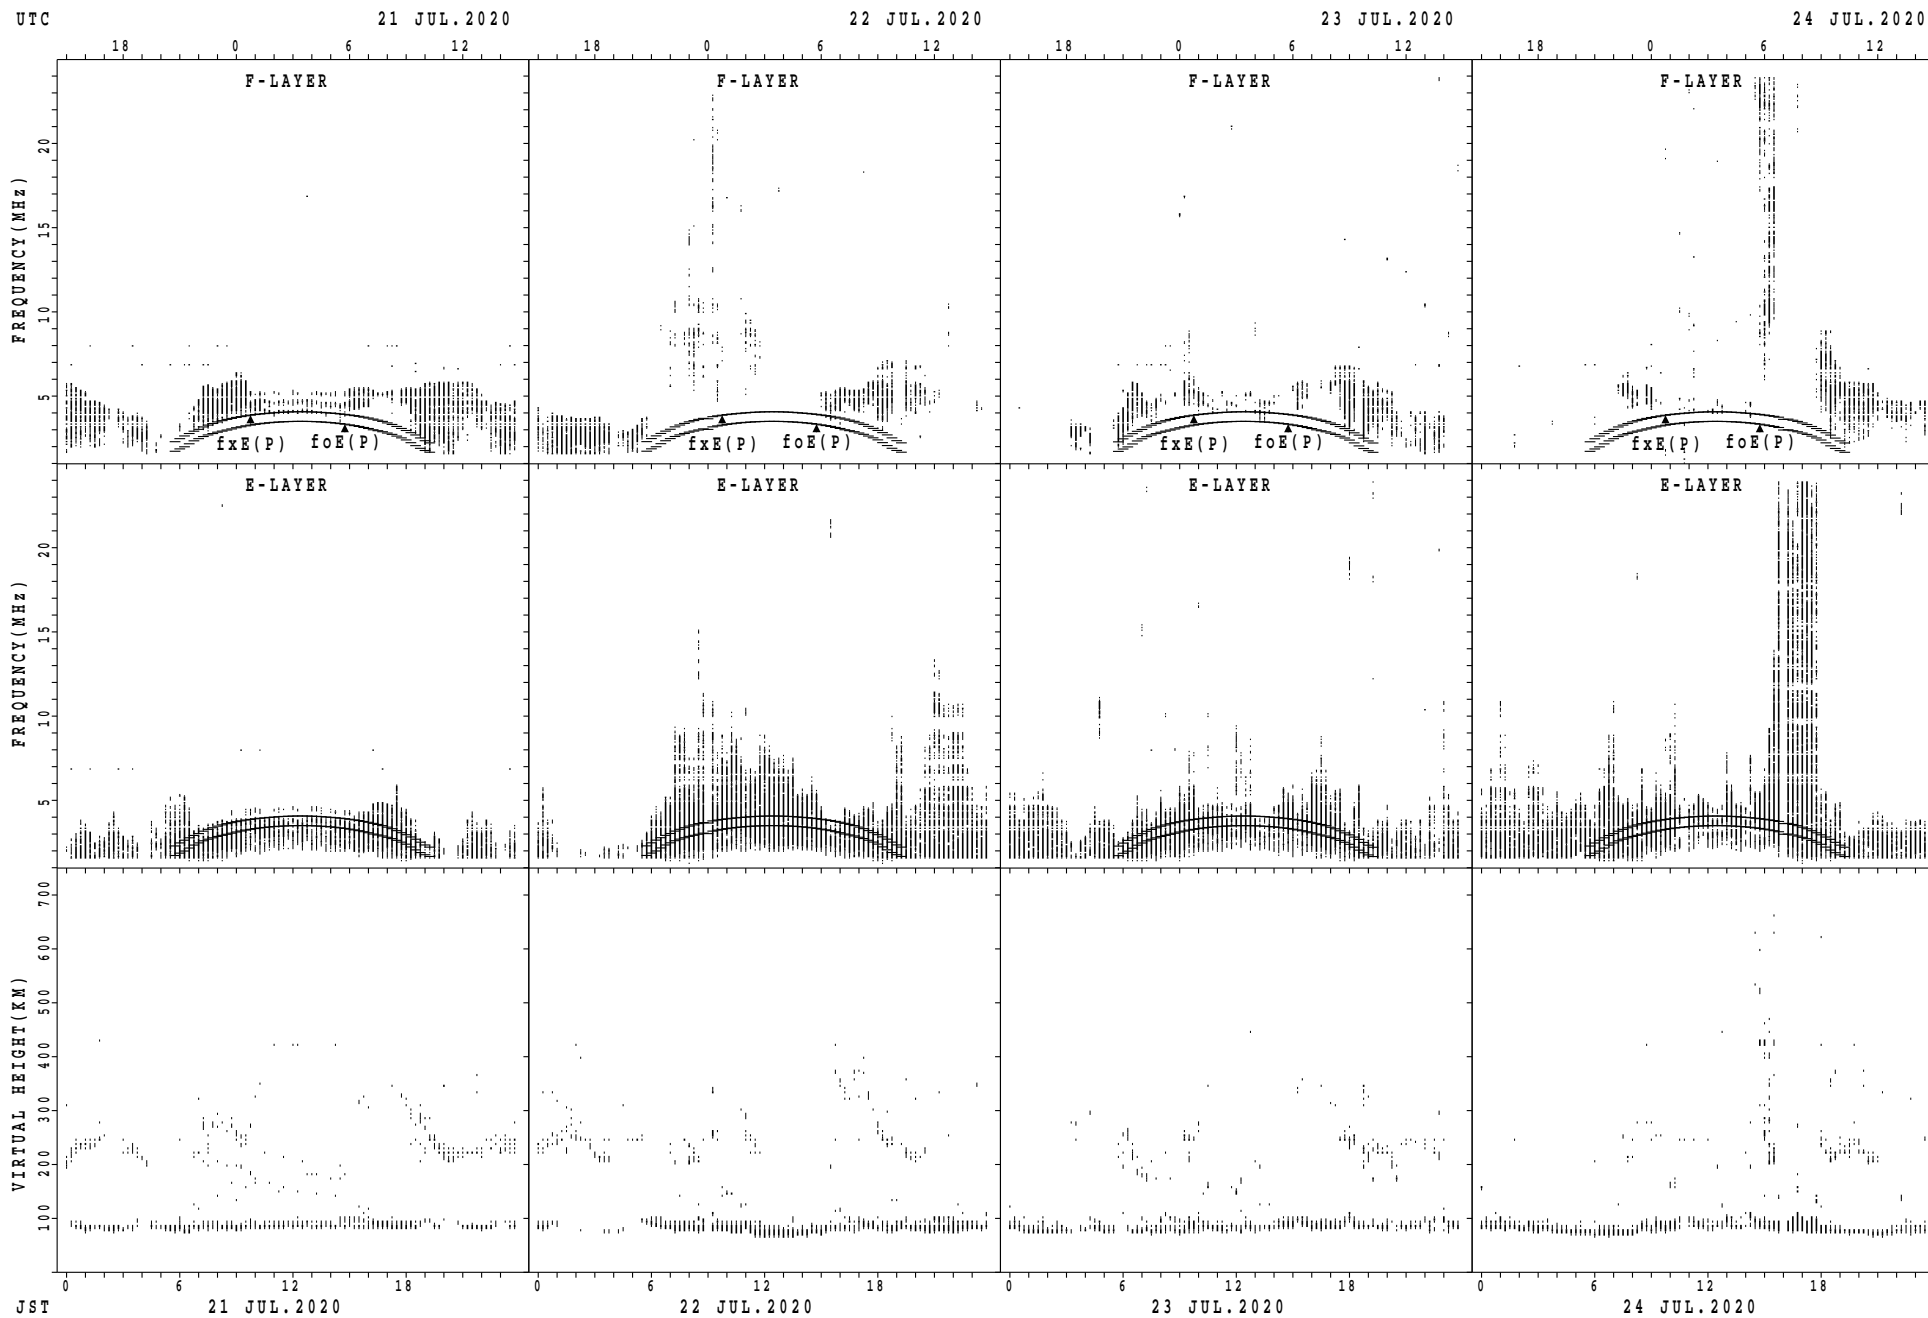 UTC 21 JUL.2020 22 JUL.2020 23 JUL.2020 24 JUL.2020
18 0 6 12 18 0 6 12 18 0 6 12 18 0 6 12
F-LAYER F-LAYER F-LAYER F-LAYER
FREQUENCY(MHz)
20
15
10
5
fxE(P) foE(P) fxE(P) foE(P) fxE(P) foE(P) fxE(P) foE(P)
E-LAYER E-LAYER E-LAYER E-LAYER
FREQUENCY(MHz)
20
15
10
5
VIRTUAL HEIGHT(KM)
700
600
500
400
300
200
100
0 6 12 18 0 6 12 18 0 6 12 18 0 6 12 18
JST 21 JUL.2020 22 JUL.2020 23 JUL.2020 24 JUL.2020